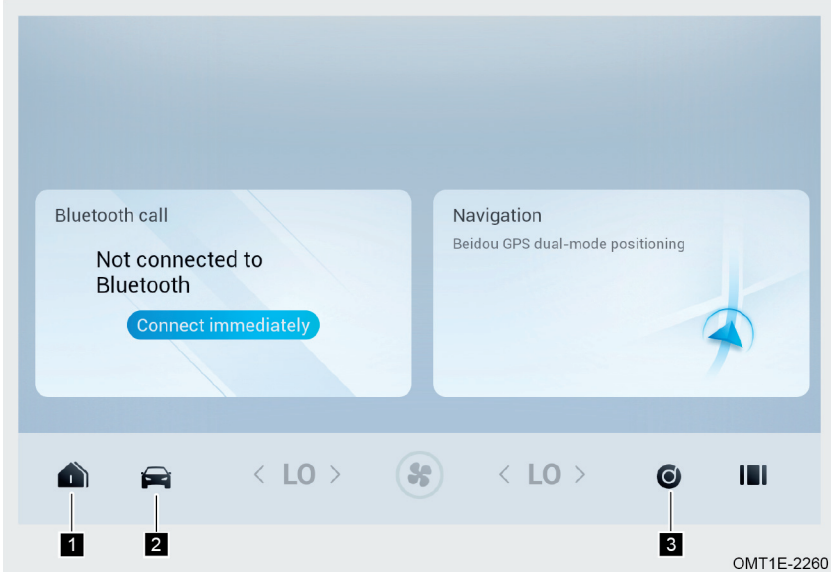 Bluetooth call
Not connected to
Bluetooth
Connect immediately
Navigation
Beidou GPS dual-mode positioning
< LO >
< LO >
1
2
3
OMT1E-2260